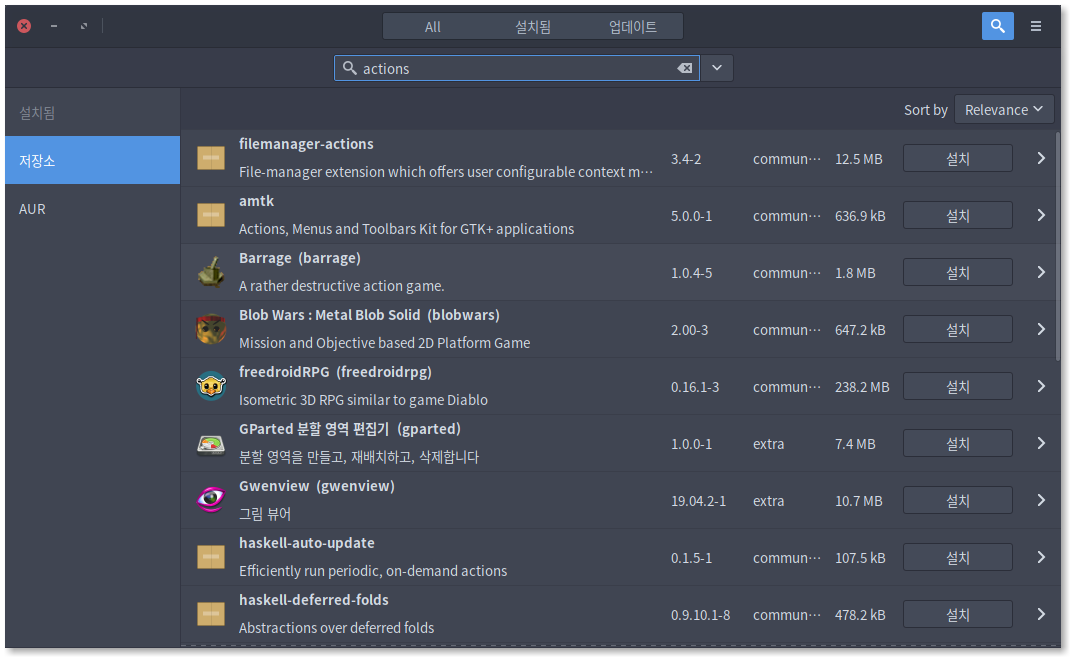 All 설치됨 업데이트
actions
설치됨
저장소
AUR
Sort by Relevance
filemanager-actions
File-manager extension which offers user configurable context m…
3.4-2 commun… 12.5 MB 설치
amtk
Actions, Menus and Toolbars Kit for GTK+ applications
5.0.0-1 commun… 636.9 kB 설치
Barrage (barrage)
A rather destructive action game.
1.0.4-5 commun… 1.8 MB 설치
Blob Wars : Metal Blob Solid (blobwars)
Mission and Objective based 2D Platform Game
2.00-3 commun… 647.2 kB 설치
freedroidRPG (freedroidrpg)
Isometric 3D RPG similar to game Diablo
0.16.1-3 commun… 238.2 MB 설치
GParted 분할 영역 편집기 (gparted)
분할 영역을 만들고, 재배치하고, 삭제합니다
1.0.0-1 extra 7.4 MB 설치
Gwenview (gwenview)
그림 뷰어
19.04.2-1 extra 10.7 MB 설치
haskell-auto-update
Efficiently run periodic, on-demand actions
0.1.5-1 commun… 107.5 kB 설치
haskell-deferred-folds
Abstractions over deferred folds
0.9.10.1-8 commun… 478.2 kB 설치